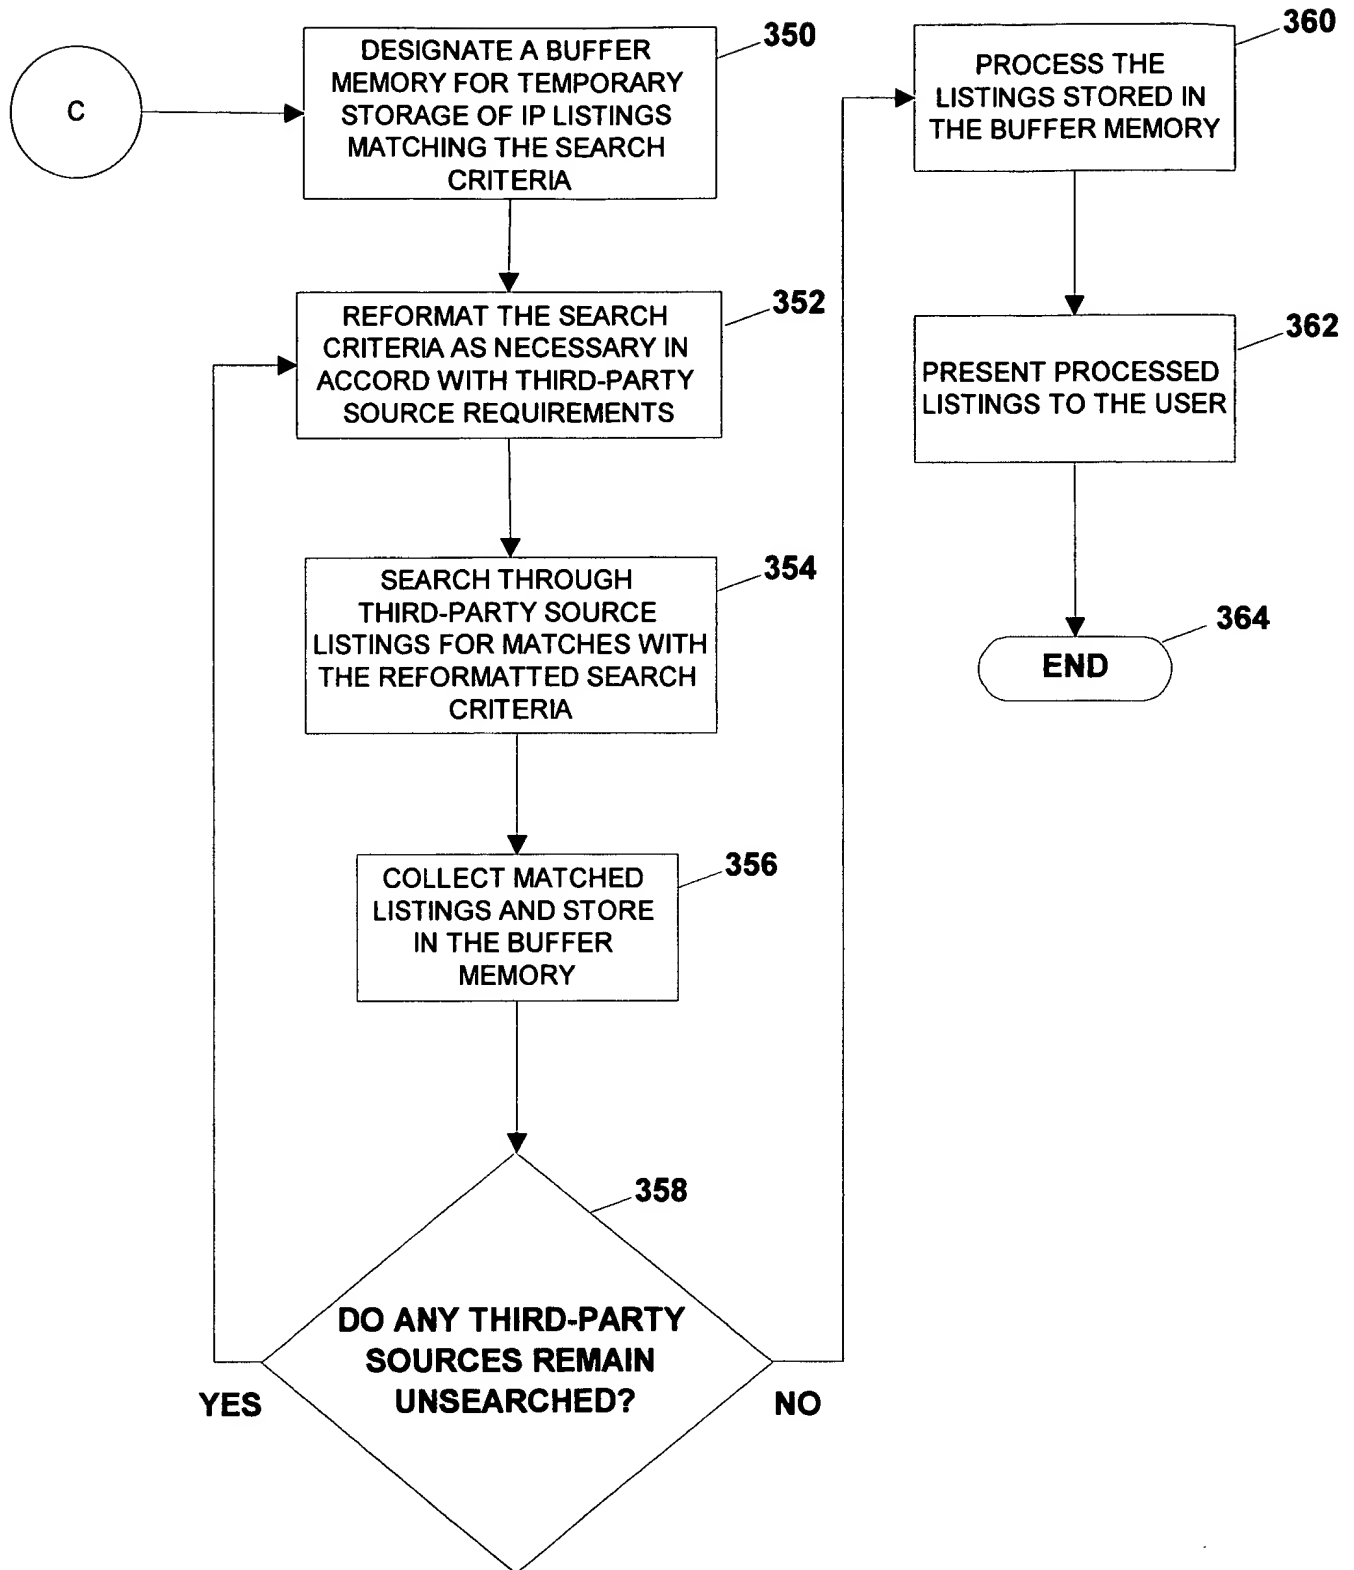 C
350
DESIGNATE A BUFFER
MEMORY FOR TEMPORARY
STORAGE OF IP LISTINGS
MATCHING THE SEARCH
CRITERIA
352
REFORMAT THE SEARCH
CRITERIA AS NECESSARY IN
ACCORD WITH THIRD-PARTY
SOURCE REQUIREMENTS
354
SEARCH THROUGH
THIRD-PARTY SOURCE
LISTINGS FOR MATCHES WITH
THE REFORMATTED SEARCH
CRITERIA
356
COLLECT MATCHED
LISTINGS AND STORE
IN THE BUFFER
MEMORY
358
DO ANY THIRD-PARTY
SOURCES REMAIN
UNSEARCHED?
YES
NO
360
PROCESS THE
LISTINGS STORED IN
THE BUFFER MEMORY
362
PRESENT PROCESSED
LISTINGS TO THE USER
364
END